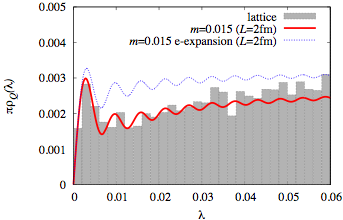 0.005
0.004
0.003
0.002
0.001
0
0 0.01 0.02 0.03 0.04 0.05 0.06
πρQ(λ)
λ
lattice
m=0.015 (L=2fm)
m=0.015 e-expansion (L=2fm)